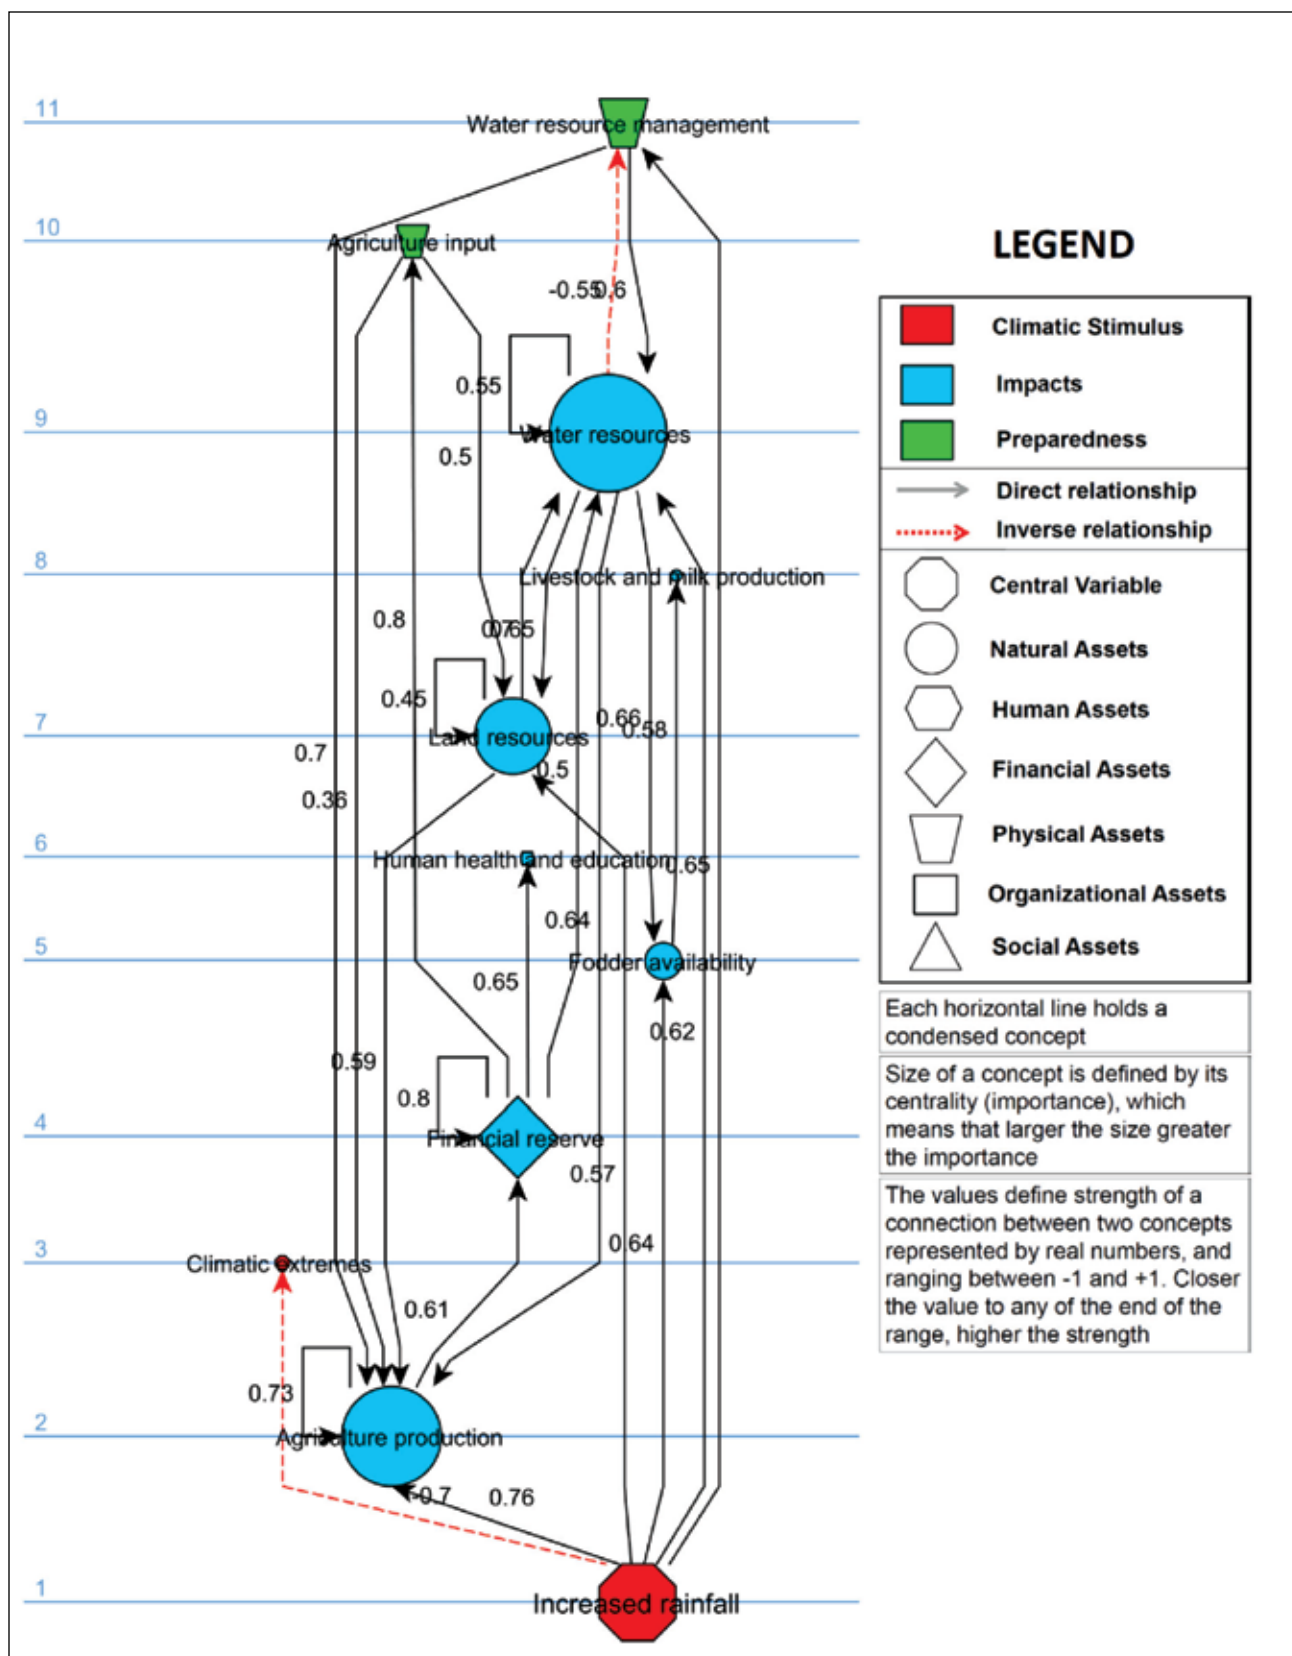 11
Water resource management
10
Agriculture input
-0.55
0.6
0.55
9
Water resources
0.5
8
Livestock and milk production
0.8
0.7
0.65
0.45
0.66
0.58
7
Land resources
0.7
0.5
0.36
6
Human health and education
0.65
0.64
5
Fodder availability
0.65
0.62
0.59
0.8
4
Financial reserve
0.57
0.64
3
Climatic extremes
0.61
0.73
2
Agriculture production
-0.7
0.76
1
Increased rainfall
LEGEND
Climatic Stimulus
Impacts
Preparedness
Direct relationship
Inverse relationship
Central Variable
Natural Assets
Human Assets
Financial Assets
Physical Assets
Organizational Assets
Social Assets
Each horizontal line holds a
condensed concept
Size of a concept is defined by its
centrality (importance), which
means that larger the size greater
the importance
The values define strength of a
connection between two concepts
represented by real numbers, and
ranging between -1 and +1. Closer
the value to any of the end of the
range, higher the strength